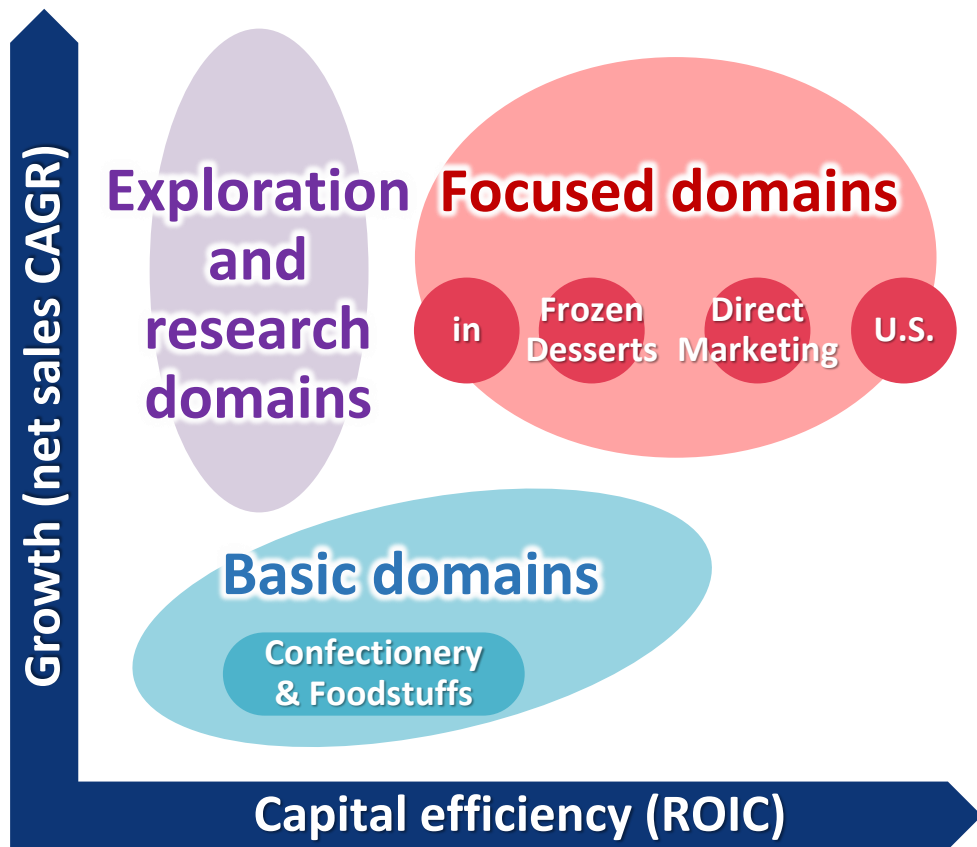 Growth (net sales CAGR)
Exploration
and
research
domains
Focused domains
in
Frozen
Desserts
Direct
Marketing
U.S.
Basic domains
Confectionery
& Foodstuffs
Capital efficiency (ROIC)